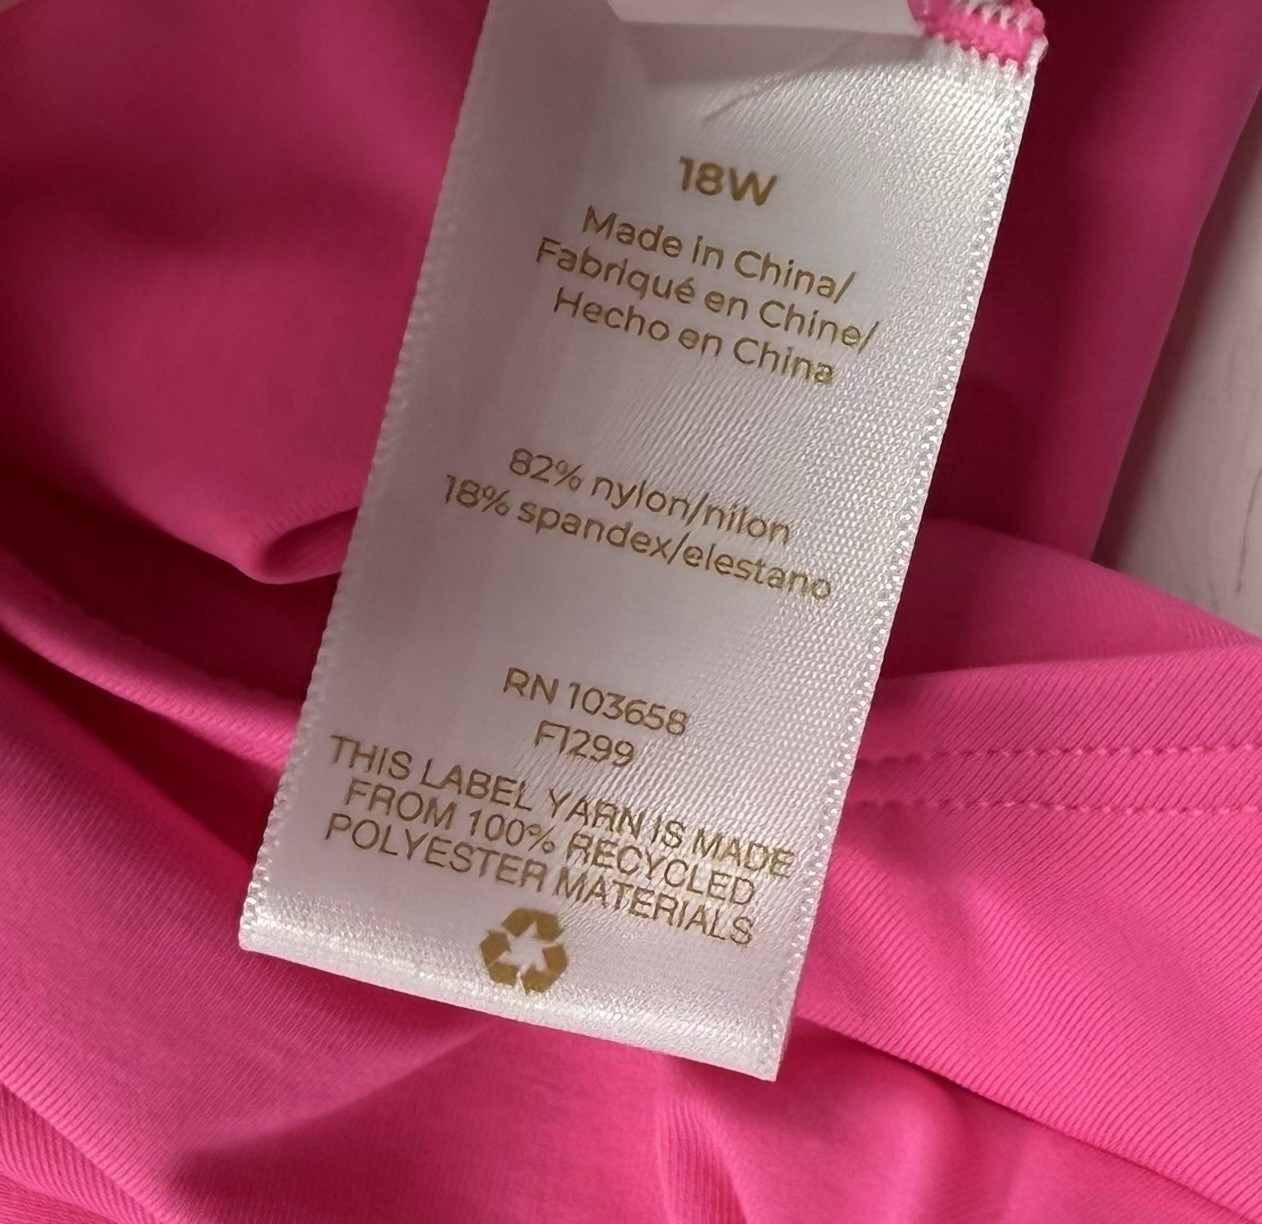 18W
Made in China/
Fabriqué en Chine/
Hecho en China
82% nylon/nilon
18% spandex/elestano
RN 103658
F1299
THIS LABEL YARN IS MADE
FROM 100% RECYCLED
POLYESTER MATERIALS